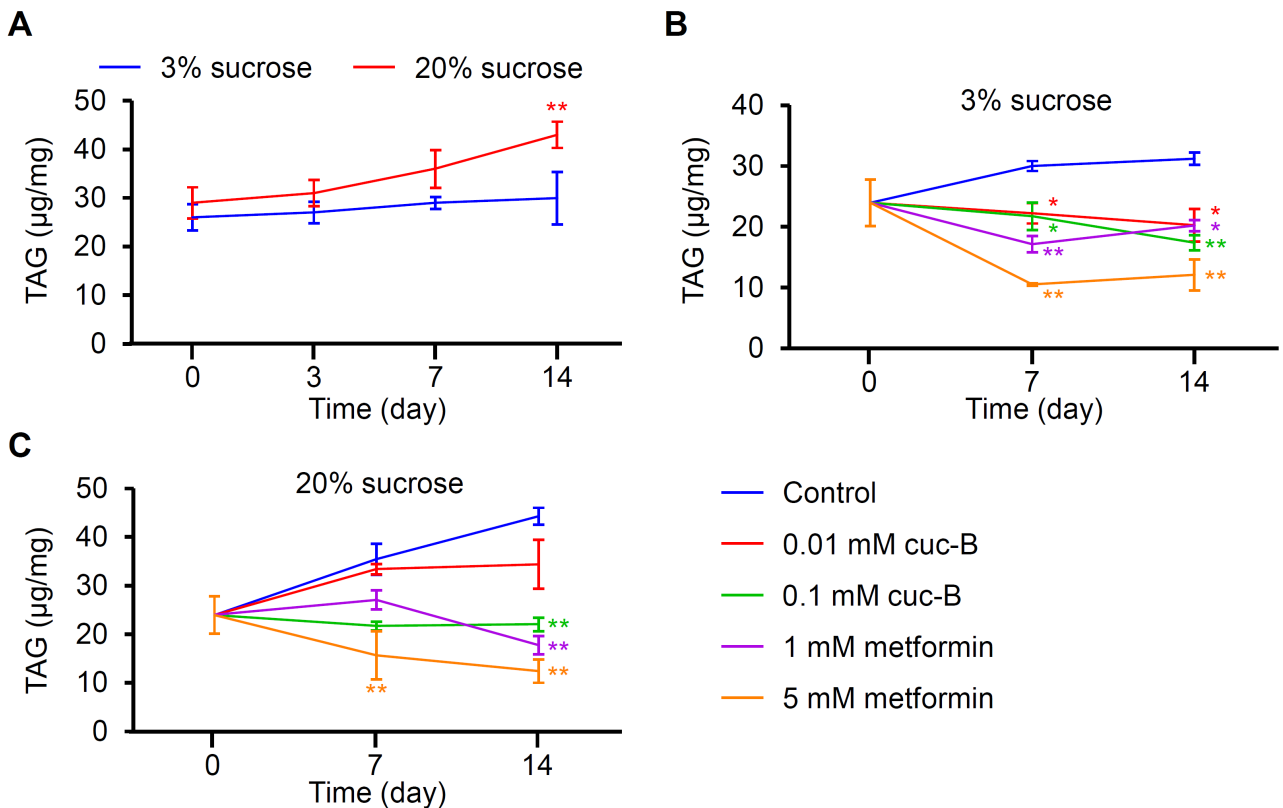 A
3% sucrose 20% sucrose
50
40
30
20
10
0
TAG (µg/mg)
**
0 3 7 14
Time (day)
B
3% sucrose
40
30
20
10
0
TAG (µg/mg)
*
*
**
**
*
*
**
**
0 7 14
Time (day)
C
20% sucrose
50
40
30
20
10
0
TAG (µg/mg)
**
**
**
**
0 7 14
Time (day)
Control
0.01 mM cuc-B
0.1 mM cuc-B
1 mM metformin
5 mM metformin